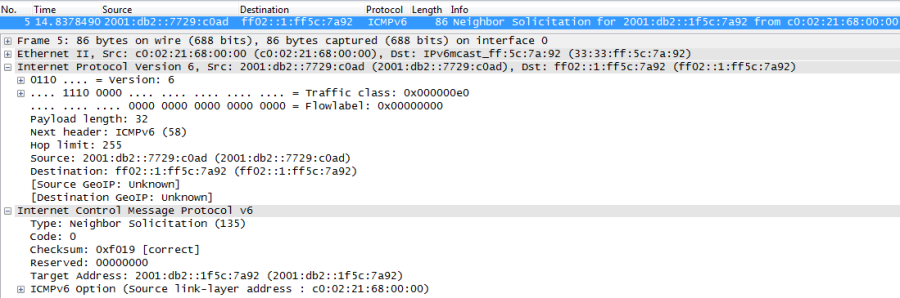 No. Time Source Destination Protocol Length Info
5 14.8378490 2001:db2::7729:c0ad ff02::1:ff5c:7a92 ICMPv6 86 Neighbor Solicitation for 2001:db2::1f5c:7a92 from c0:02:21:68:00:00
Frame 5: 86 bytes on wire (688 bits), 86 bytes captured (688 bits) on interface 0
Ethernet II, Src: c0:02:21:68:00:00 (c0:02:21:68:00:00), Dst: IPv6mcast_ff:5c:7a:92 (33:33:ff:5c:7a:92)
Internet Protocol Version 6, Src: 2001:db2::7729:c0ad (2001:db2::7729:c0ad), Dst: ff02::1:ff5c:7a92 (ff02::1:ff5c:7a92)
0110 .... = Version: 6
.... 1110 0000 .... .... .... .... .... = Traffic class: 0x000000e0
.... .... .... 0000 0000 0000 0000 0000 = Flowlabel: 0x00000000
Payload length: 32
Next header: ICMPv6 (58)
Hop limit: 255
Source: 2001:db2::7729:c0ad (2001:db2::7729:c0ad)
Destination: ff02::1:ff5c:7a92 (ff02::1:ff5c:7a92)
[Source GeoIP: Unknown]
[Destination GeoIP: Unknown]
Internet Control Message Protocol v6
Type: Neighbor Solicitation (135)
Code: 0
Checksum: 0xf019 [correct]
Reserved: 00000000
Target Address: 2001:db2::1f5c:7a92 (2001:db2::1f5c:7a92)
ICMPv6 Option (Source link-layer address : c0:02:21:68:00:00)